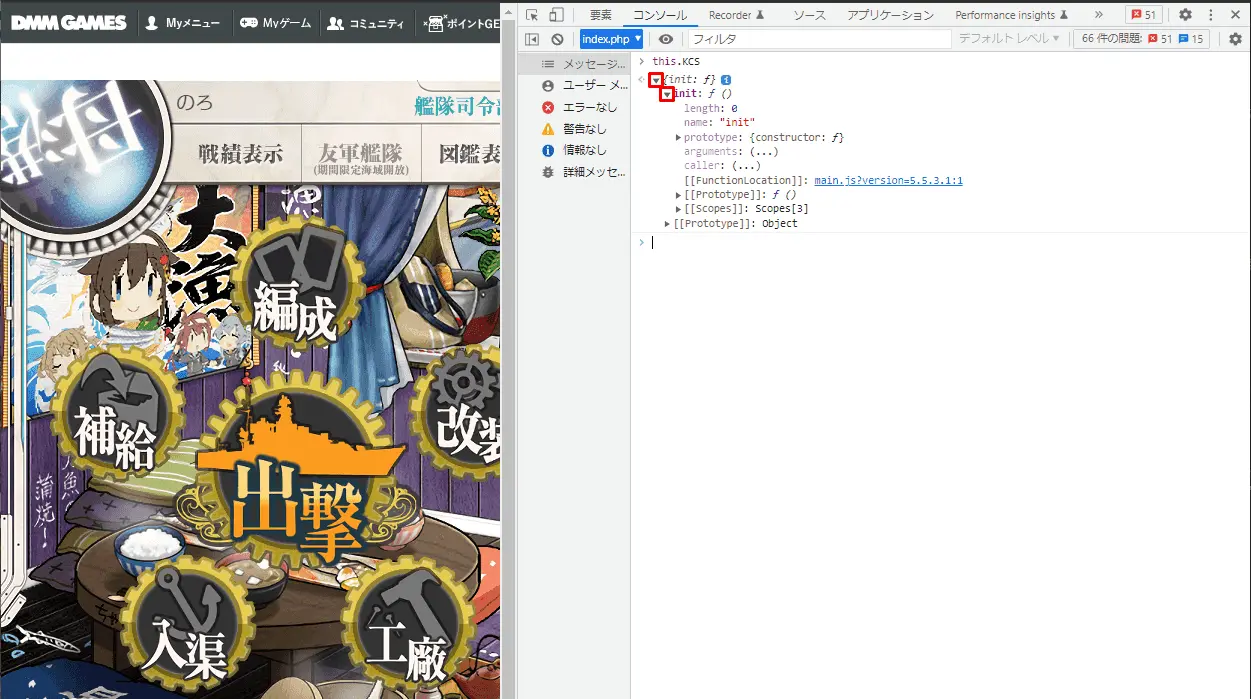 DMM GAMES
Myメニュー
Myゲーム
コミュニティ
ポイントGE
のろ
艦隊司令部
戦績表示
友軍艦隊
(期間限定海域開放)
図鑑表
母港
大漁
編成
補給
改装
出撃
入渠
工廠
蒲焼!
要素
コンソール
Recorder
ソース
アプリケーション
Performance insights
»
51
index.php
フィルタ
デフォルト レベル
66 件の問題: 51 15
メッセージ...
ユーザー メ...
エラーなし
警告なし
情報なし
詳細メッセ...
this.KCS
{init: ƒ}
init: ƒ ()
length: 0
name: "init"
prototype: {constructor: ƒ}
arguments: (...)
caller: (...)
[[FunctionLocation]]: main.js?version=5.5.3.1:1
[[Prototype]]: ƒ ()
[[Scopes]]: Scopes[3]
[[Prototype]]: Object